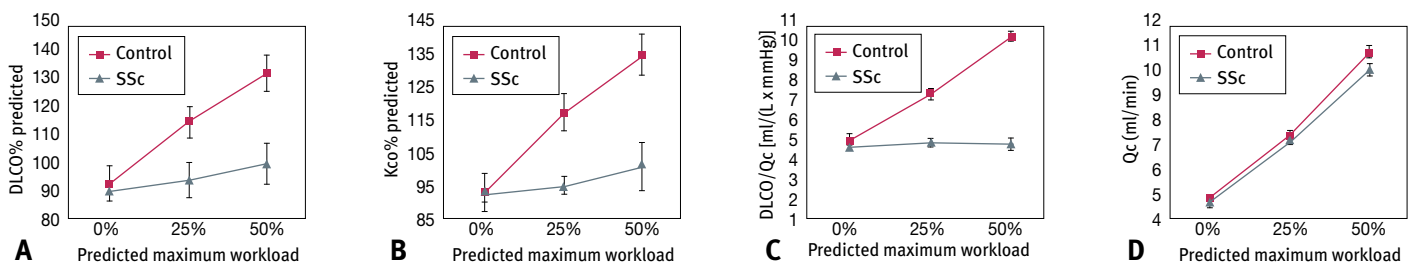 DLCO% predicted
150
140
130
120
110
100
90
80
Control
SSc
0% 25% 50%
A Predicted maximum workload
Kco% predicted
145
135
125
115
105
95
85
Control
SSc
0% 25% 50%
B Predicted maximum workload
DLCO/Qc [ml/(L x mmHg)]
11
10
9
8
7
6
5
4
3
2
1
Control
SSc
0% 25% 50%
C Predicted maximum workload
Qc (ml/min)
12
11
10
9
8
7
6
5
4
Control
SSc
0% 25% 50%
D Predicted maximum workload